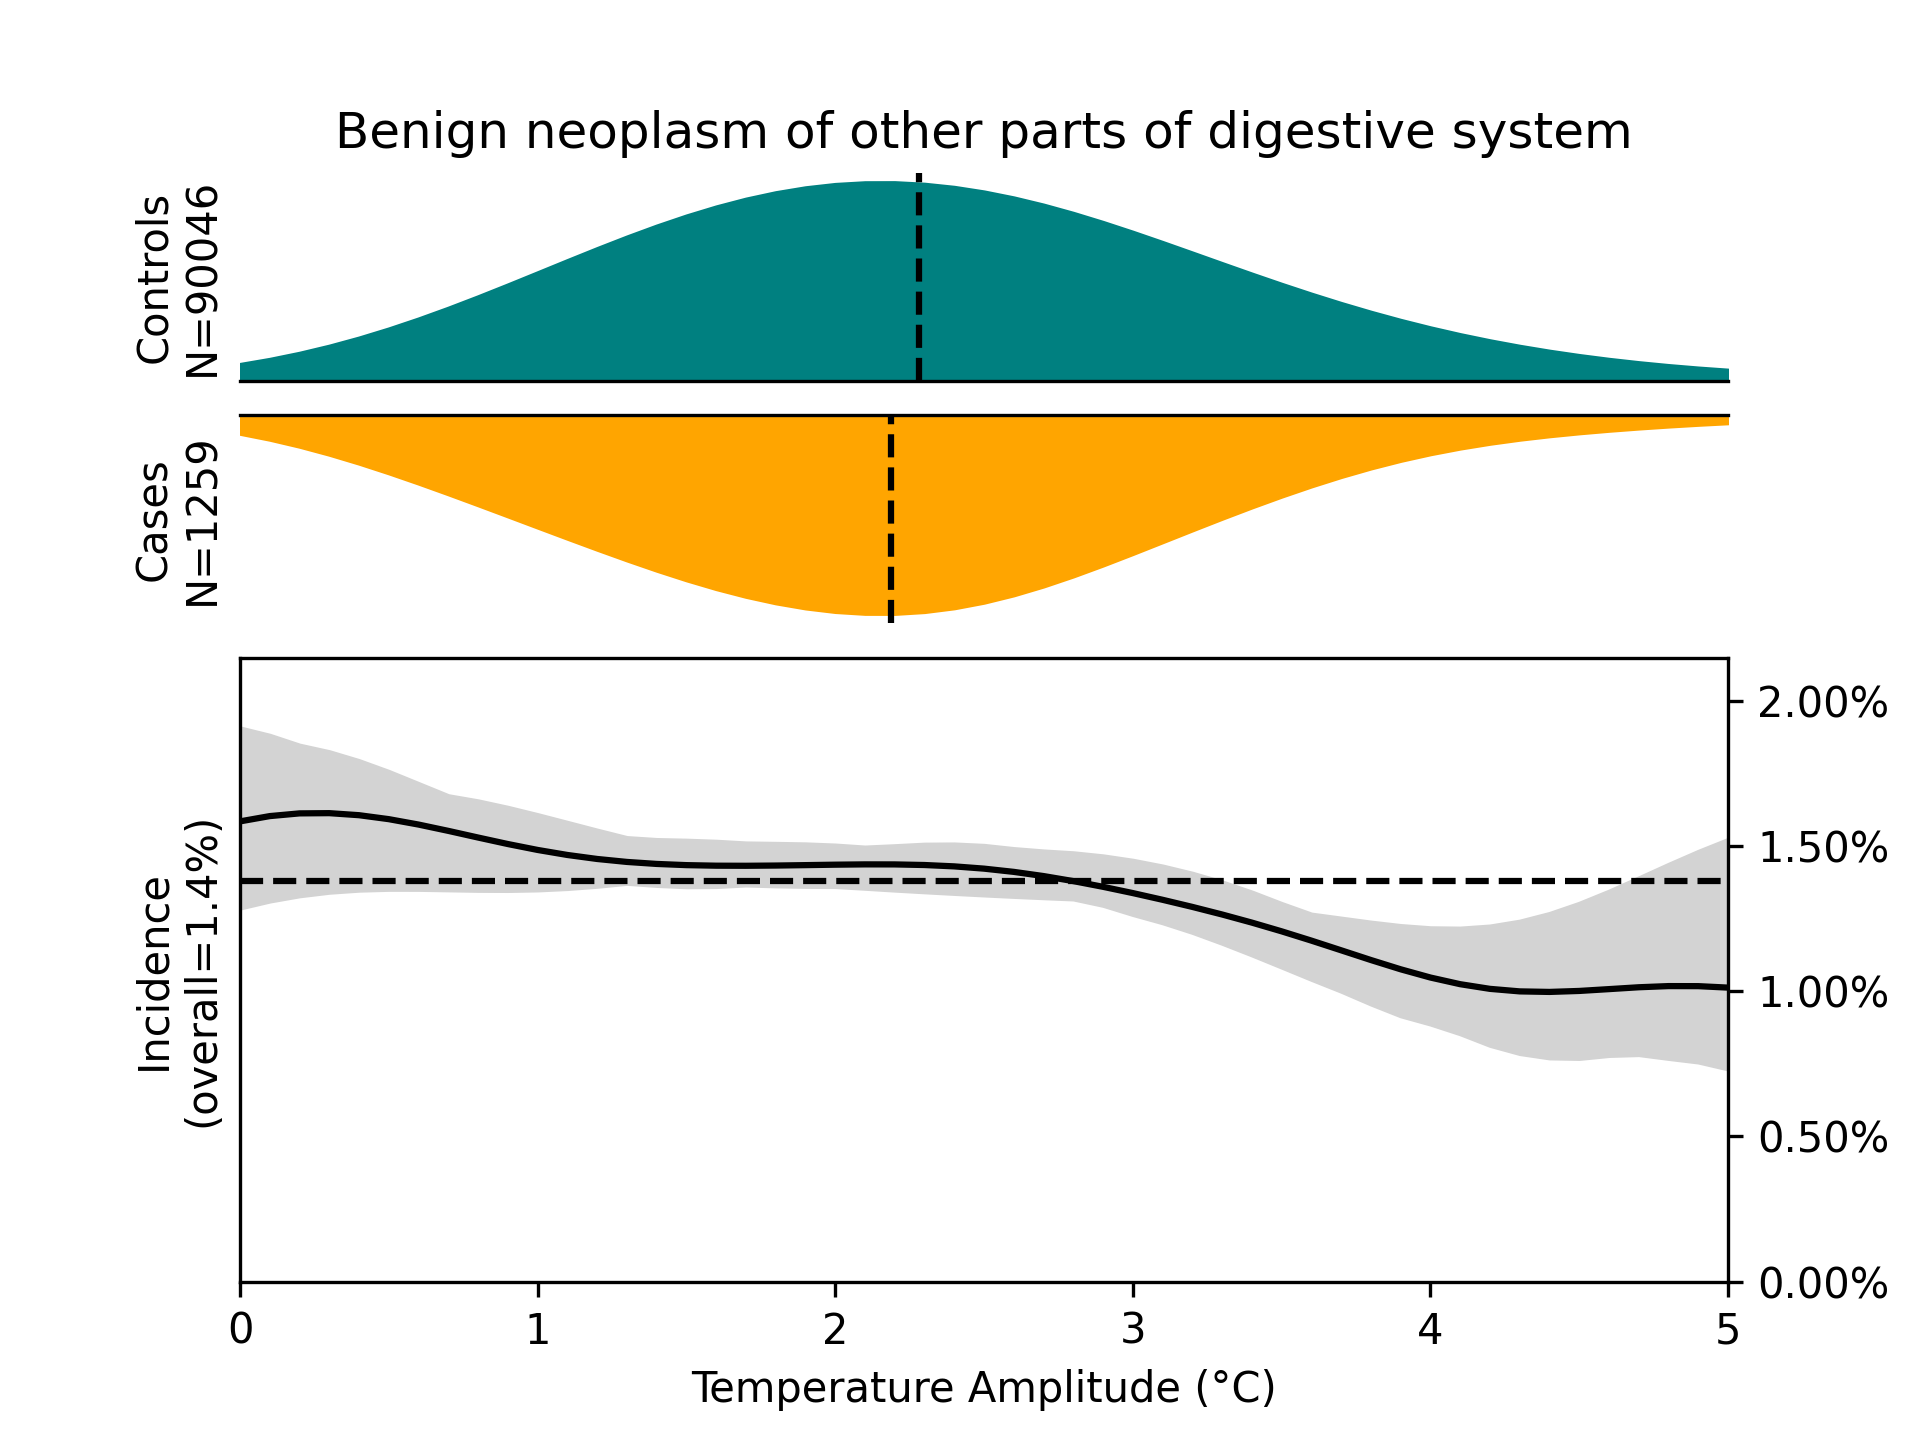 Benign neoplasm of other parts of digestive system
Controls
N=90046
Cases
N=1259
Incidence
(overall=1.4%)
2.00%
1.50%
1.00%
0.50%
0.00%
0 1 2 3 4 5
Temperature Amplitude (°C)